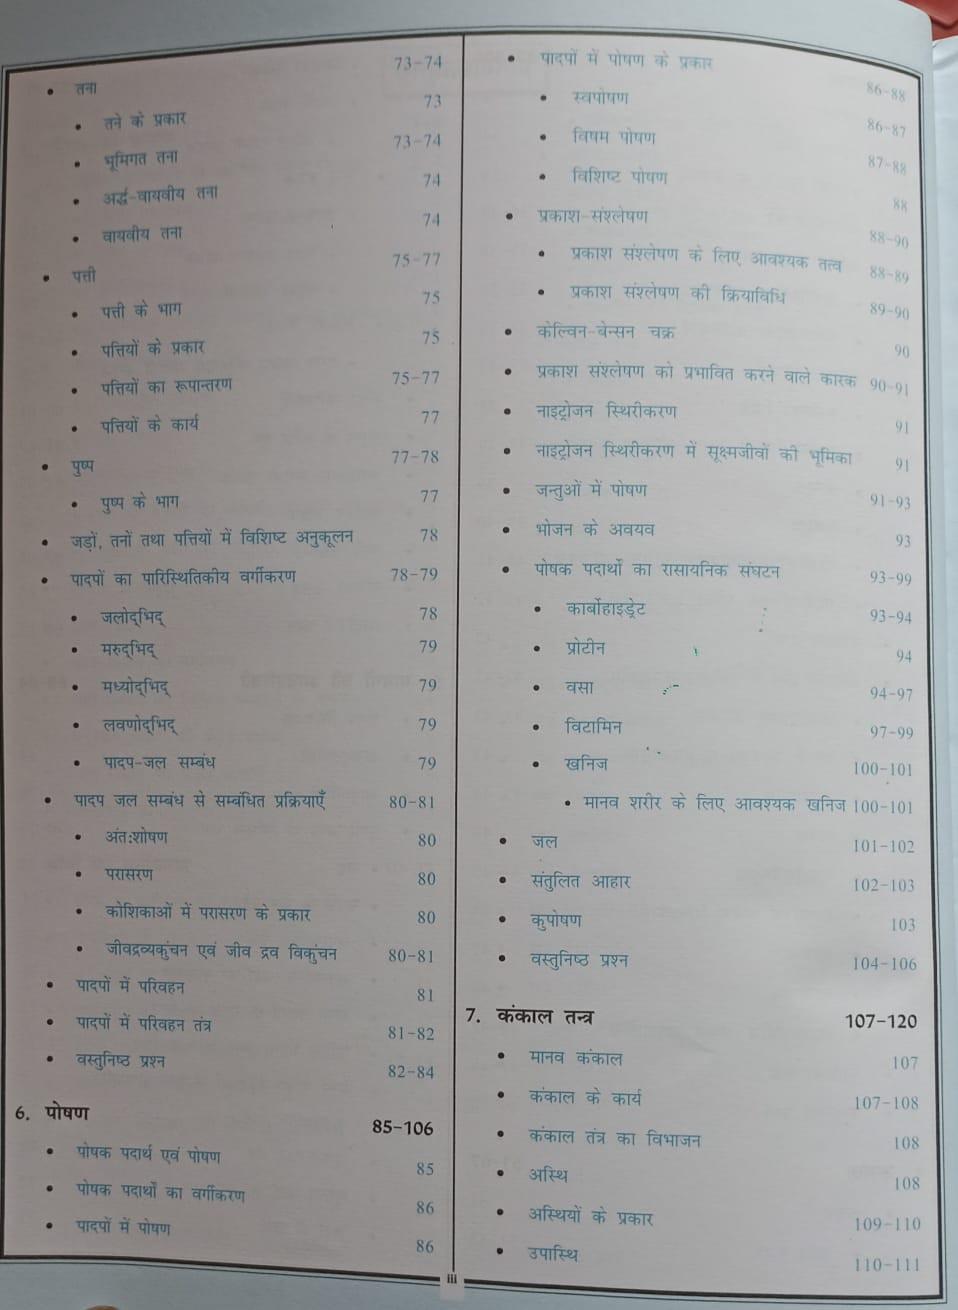 • तना 73-74
• तने के प्रकार 73
• भूमिगत तना 73-74
• अर्द्ध-वायवीय तना 74
• वायवीय तना 74
• पत्ती 75-77
• पत्ती के भाग 75
• पत्तियों के प्रकार 75
• पत्तियों का रूपान्तरण 75-77
• पत्तियों के कार्य 77
• पुष्प 77-78
• पुष्प के भाग 77
• जड़ों, तनों तथा पत्तियों में विशिष्ट अनुकूलन 78
• पादपों का पारिस्थितिकीय वर्गीकरण 78-79
• जलोद्‌भिद् 78
• मरुद्‌भिद् 79
• मध्योद्‌भिद् 79
• लवणोद्‌भिद् 79
• पादप-जल सम्बंध 79
• पादप जल सम्बंध से सम्बंधित प्रक्रियाएँ 80-81
• अंतःशोषण 80
• परासरण 80
• कोशिकाओं में परासरण के प्रकार 80
• जीवद्रव्यकुंचन एवं जीव द्रव विकुंचन 80-81
• पादपों में परिवहन 81
• पादपों में परिवहन तंत्र 81-82
• वस्तुनिष्ठ प्रश्न 82-84
6. पोषण 85-106
• पोषक पदार्थ एवं पोषण 85
• पोषक पदार्थों का वर्गीकरण 86
• पादपों में पोषण 86
• पादपों में पोषण के प्रकार 86-88
• स्वपोषण 86-87
• विषम पोषण 87-88
• विशिष्ट पोषण 88
• प्रकाश-संश्लेषण 88-90
• प्रकाश संश्लेषण के लिए आवश्यक तत्व 88-89
• प्रकाश संश्लेषण की क्रियाविधि 89-90
• केल्विन-बेन्सन चक्र 90
• प्रकाश संश्लेषण को प्रभावित करने वाले कारक 90-91
• नाइट्रोजन स्थिरीकरण 91
• नाइट्रोजन स्थिरीकरण में सूक्ष्मजीवों की भूमिका 91
• जन्तुओं में पोषण 91-93
• भोजन के अवयव 93
• पोषक पदार्थों का रासायनिक संघटन 93-99
• कार्बोहाइड्रेट 93-94
• प्रोटीन 94
• वसा 94-97
• विटामिन 97-99
• खनिज 100-101
• मानव शरीर के लिए आवश्यक खनिज 100-101
• जल 101-102
• संतुलित आहार 102-103
• कुपोषण 103
• वस्तुनिष्ठ प्रश्न 104-106
7. कंकाल तन्त्र 107-120
• मानव कंकाल 107
• कंकाल के कार्य 107-108
• कंकाल तंत्र का विभाजन 108
• अस्थि 108
• अस्थियों के प्रकार 109-110
• उपास्थि 110-111
iii